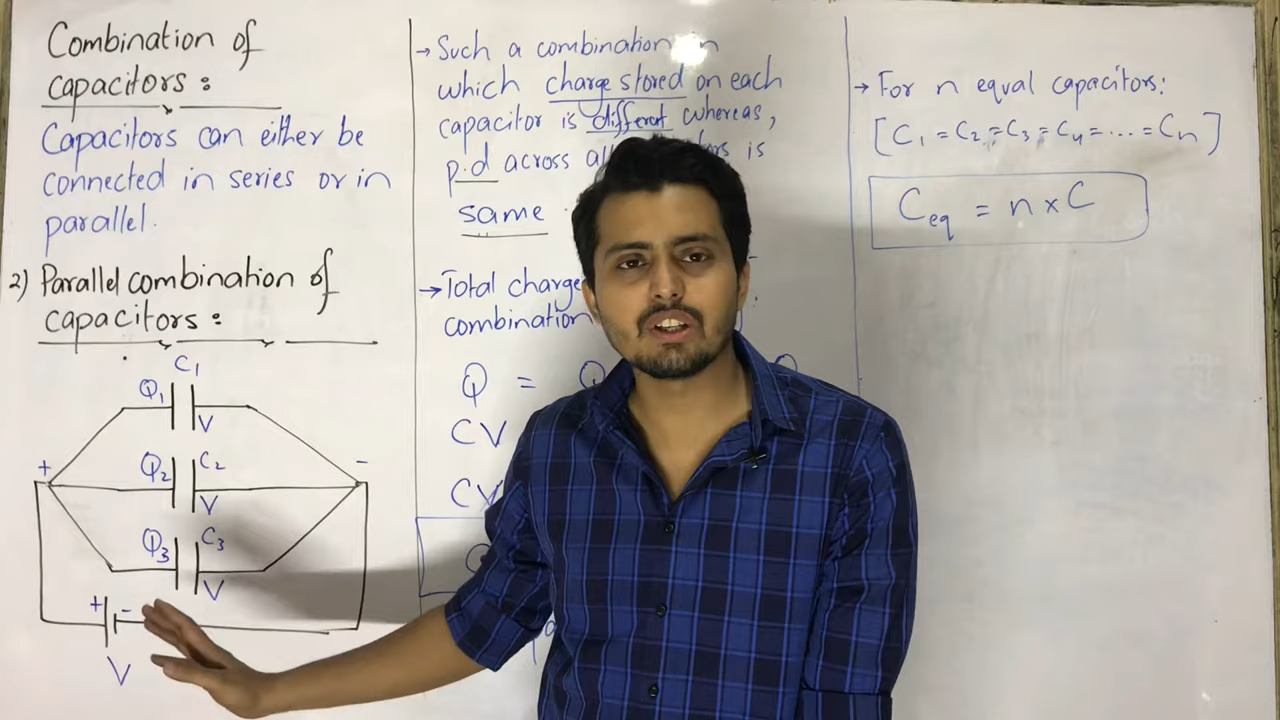 Combination of
capacitors:
Capacitors can either be
connected in series or in
parallel.
2) Parallel combination of
capacitors:
C1
Q1
V
+
-
Q2
C2
V
Q3
C3
V
+
-
V
→ Such a combination in
which charge stored on each
capacitor is different whereas,
p.d across is
same
→ Total charge
combination
Q =
CV
CV
→ For n equal capacitors:
[C1 = C2 = C3 = C4 = ... = Cn]
Ceq = n x C